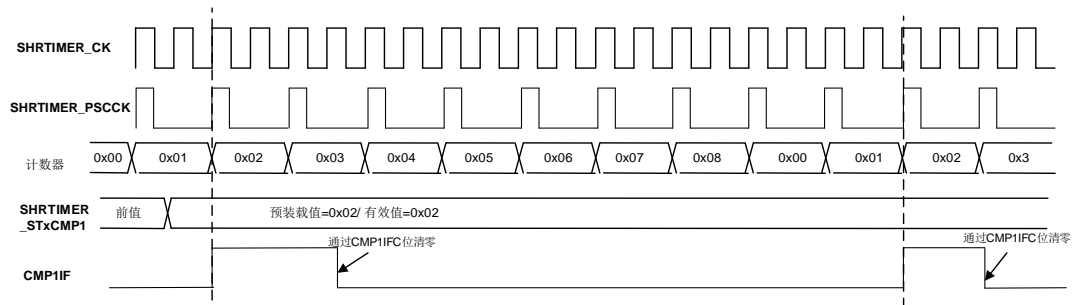 SHRTIMER_CK
SHRTIMER_PSCCK
计数器 0x00 0x01 0x02 0x03 0x04 0x05 0x06 0x07 0x08 0x00 0x01 0x02 0x3
SHRTIMER
_STxCMP1
前值 预装载值=0x02/ 有效值=0x02
通过CMP1IFC位清零 通过CMP1IFC位清零
CMP1IF